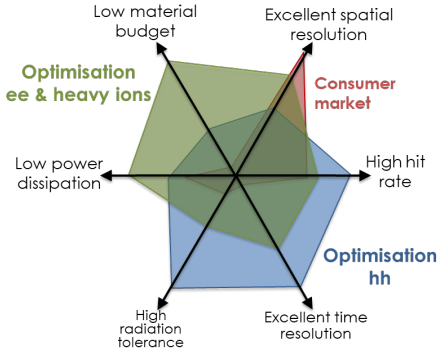 Low material
budget
Excellent spatial
resolution
Optimisation
ee & heavy ions
Consumer
market
Low power
dissipation
High hit
rate
Optimisation
hh
High
radiation
tolerance
Excellent time
resolution